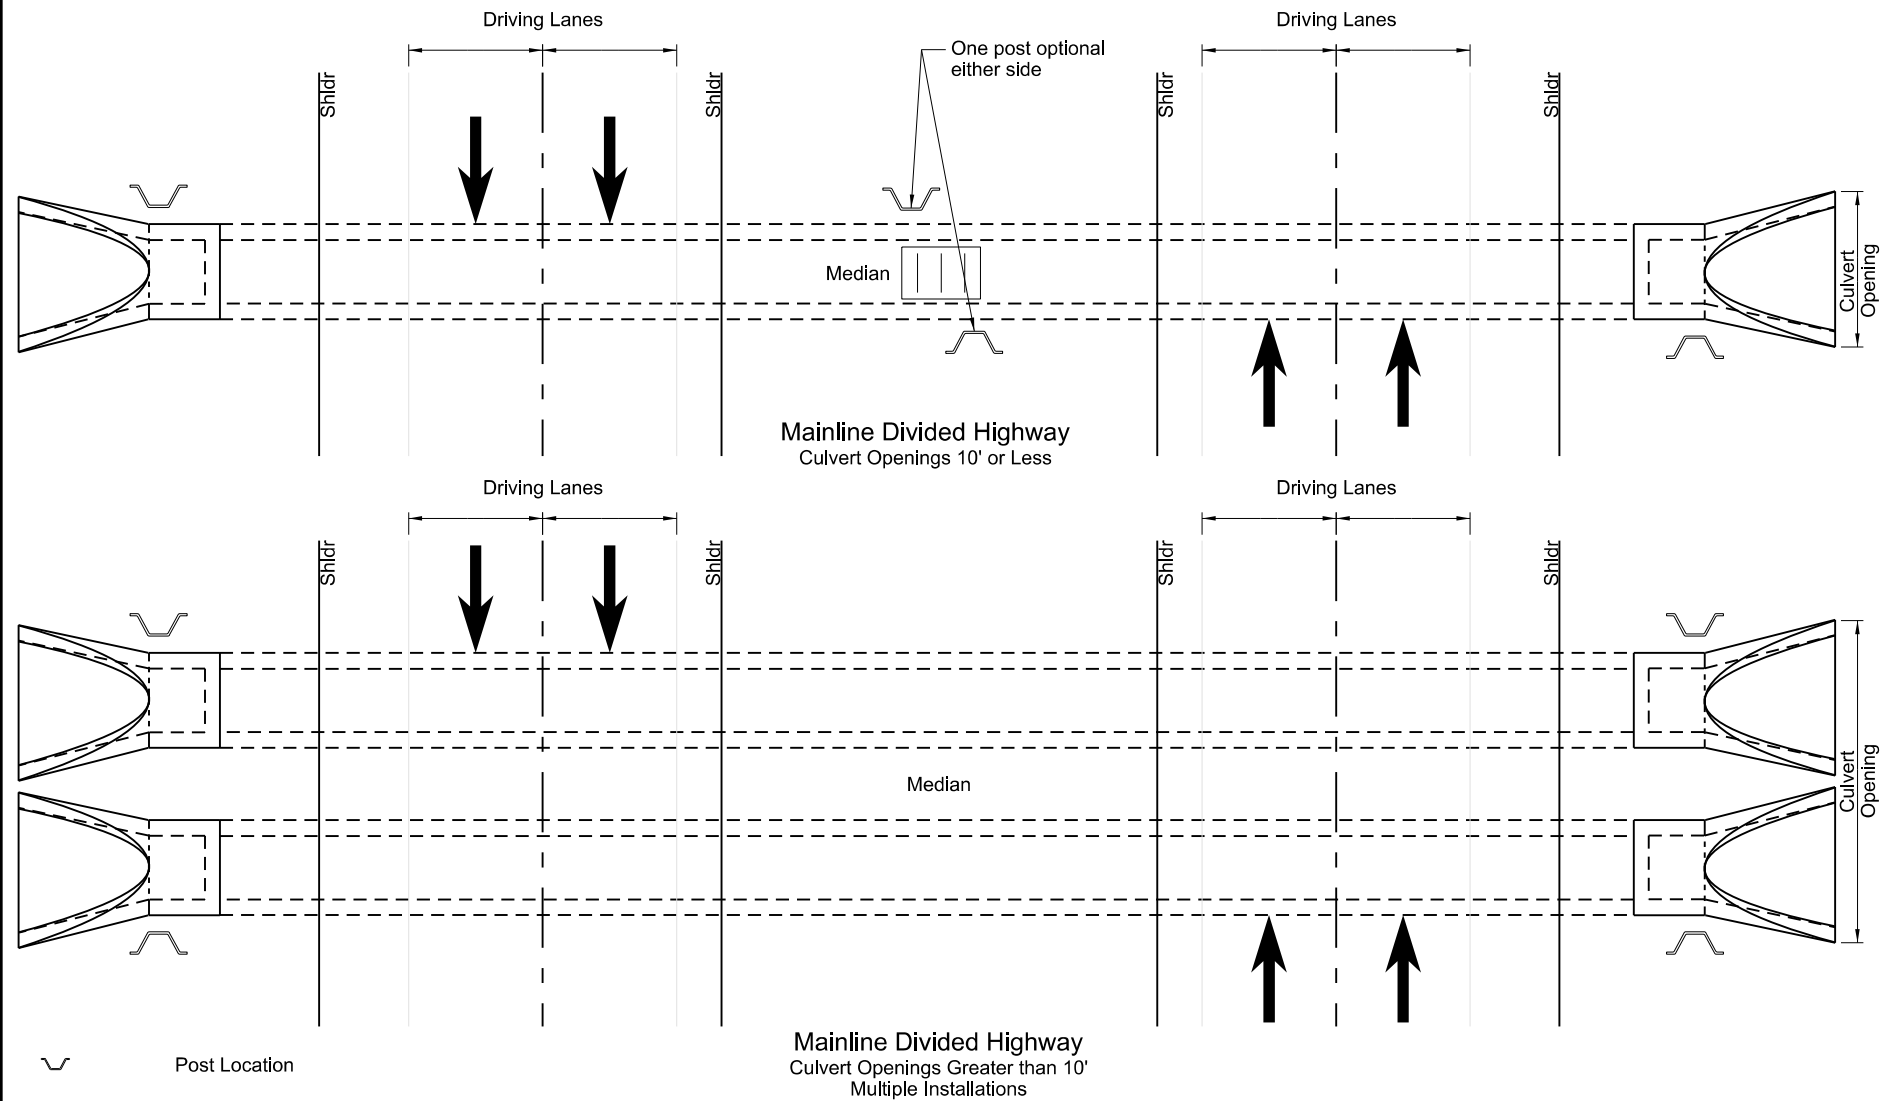 Driving Lanes
Driving Lanes
One post optional
either side
Shldr
Shldr
Shldr
Shldr
Median
Culvert
Opening
Mainline Divided Highway
Culvert Openings 10' or Less
Driving Lanes
Driving Lanes
Shldr
Shldr
Shldr
Shldr
Median
Culvert
Opening
Mainline Divided Highway
Culvert Openings Greater than 10'
Multiple Installations
Post Location